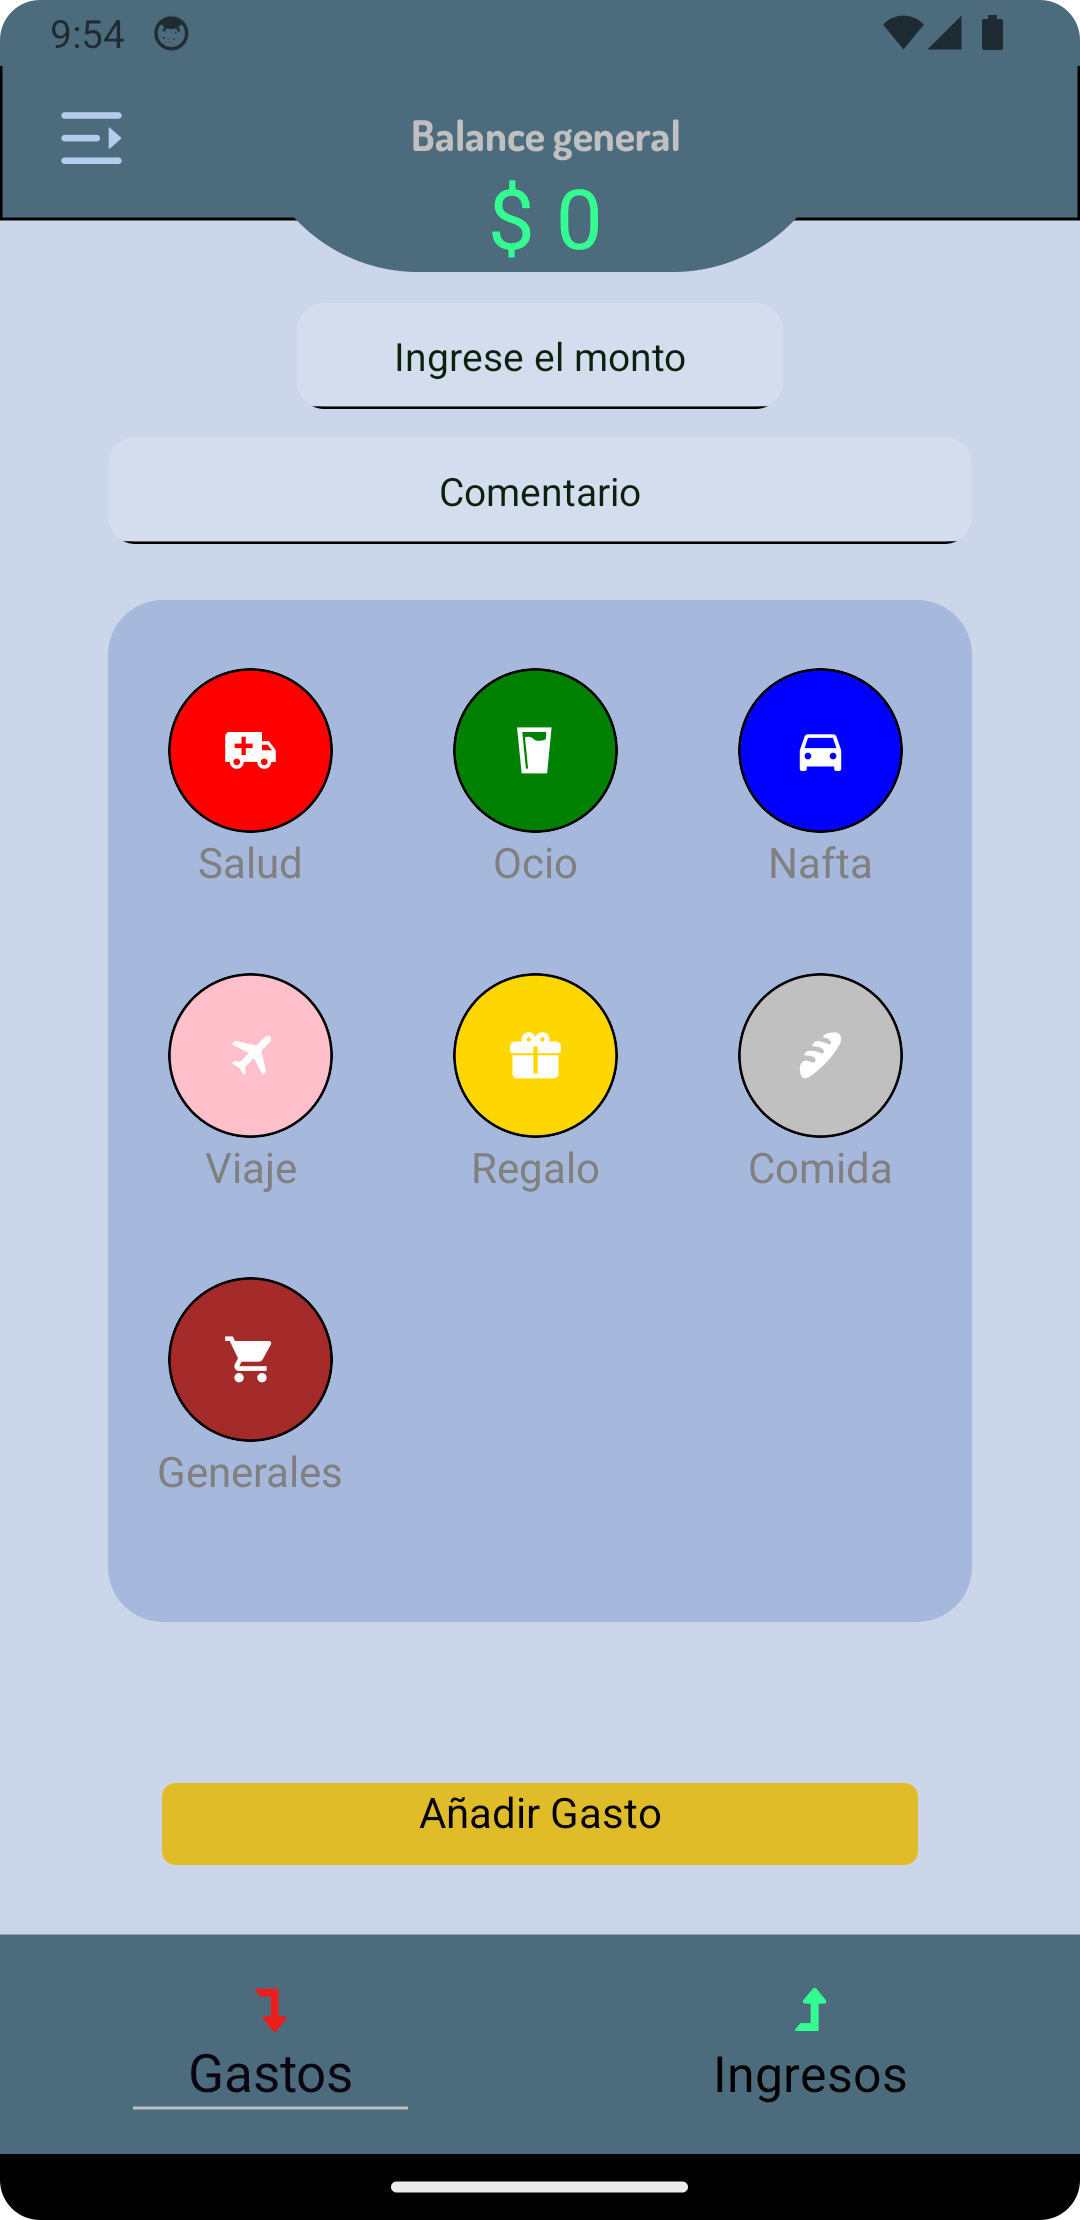 9:54
Balance general
$ 0
Ingrese el monto
Comentario
Salud
Ocio
Nafta
Viaje
Regalo
Comida
Generales
Añadir Gasto
Gastos
Ingresos